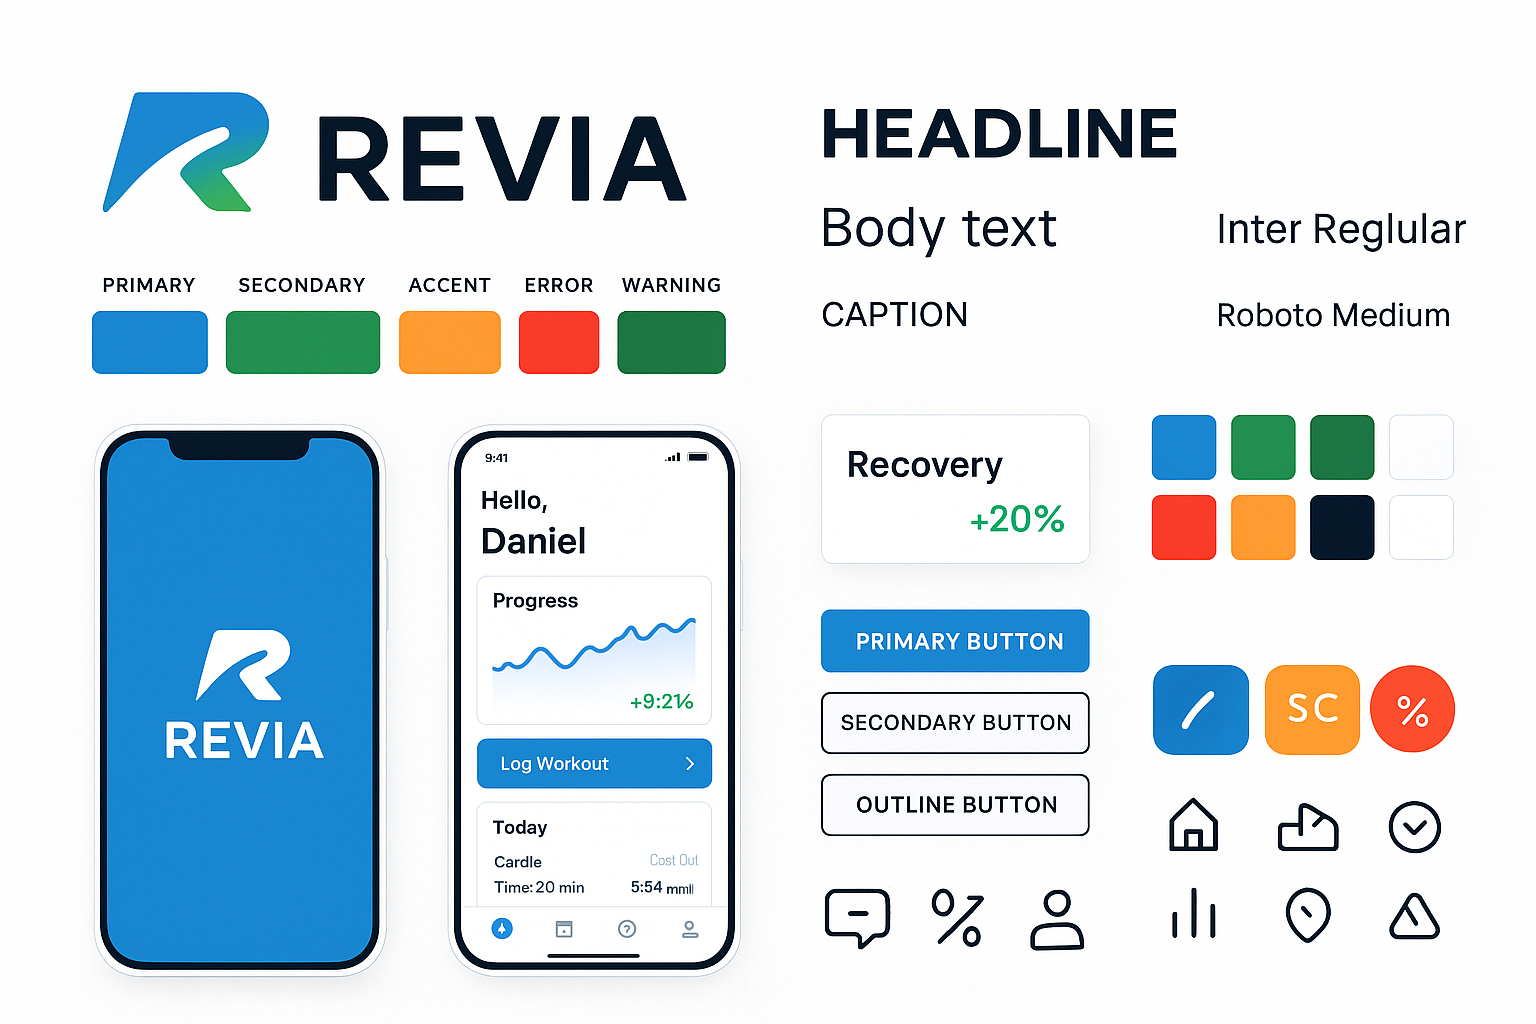 REVIA
PRIMARY SECONDARY ACCENT ERROR WARNING
REVIA
9:41
Hello,
Daniel
Progress
+9:21%
Log Workout
Today
Cardle Cost Out
Time: 20 min 5:54
HEADLINE
Body text Inter Reglular
CAPTION Roboto Medium
Recovery
+20%
PRIMARY BUTTON
SECONDARY BUTTON
OUTLINE BUTTON
SC %